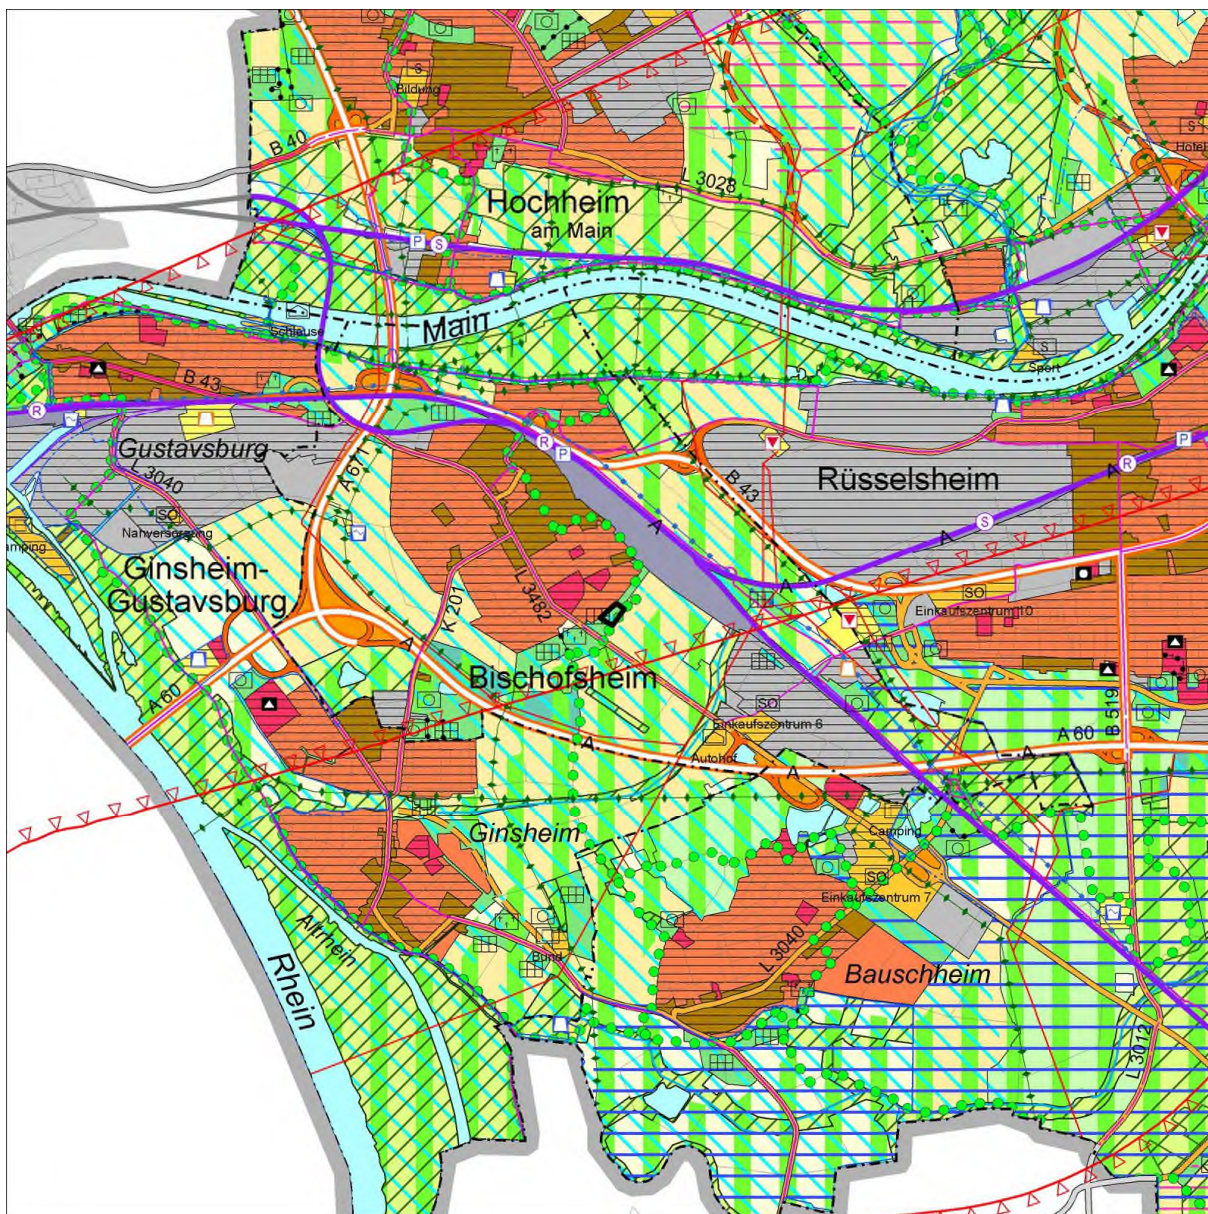 S
Bildung
B 40
L 3028
S
Hotel
Hochheim
am Main
P
S
Main
Schleuse
S
Sport
B 43
R
Gustavsburg
L 3040
A 671
R
P
B 43
Rüsselsheim
P
R
A
A
S
SO
Nahversorgung
Ginsheim-
Gustavsburg
K 201
L3482
A
A
SO
Einkaufszentrum 10
A
A 60
Bischofsheim
SO
Einkaufszentrum 6
B 519
A
Autohof
A
A
A 60
Ginsheim
Camping
SO
Einkaufszentrum 7
Altrhein
Bund
L 3040
Bauschheim
Rhein
L 3012